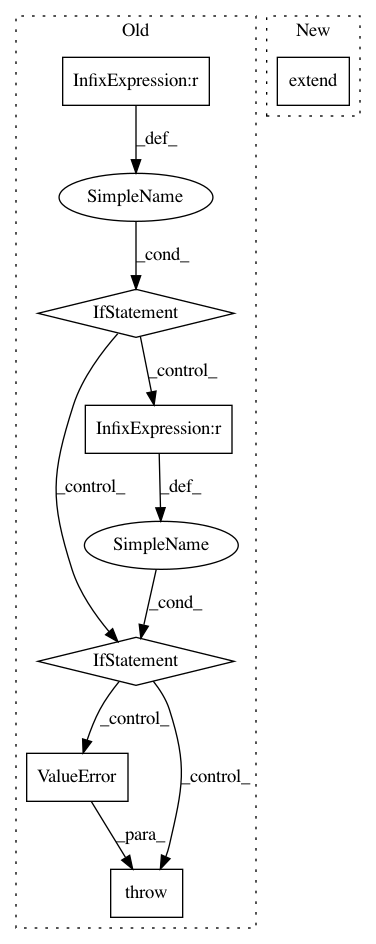 Old
New
InfixExpression:r
extend
_def_
SimpleName
_cond_
IfStatement
_control_
InfixExpression:r
_control_
_def_
SimpleName
_cond_
IfStatement
_control_
_control_
ValueError
_para_
throw